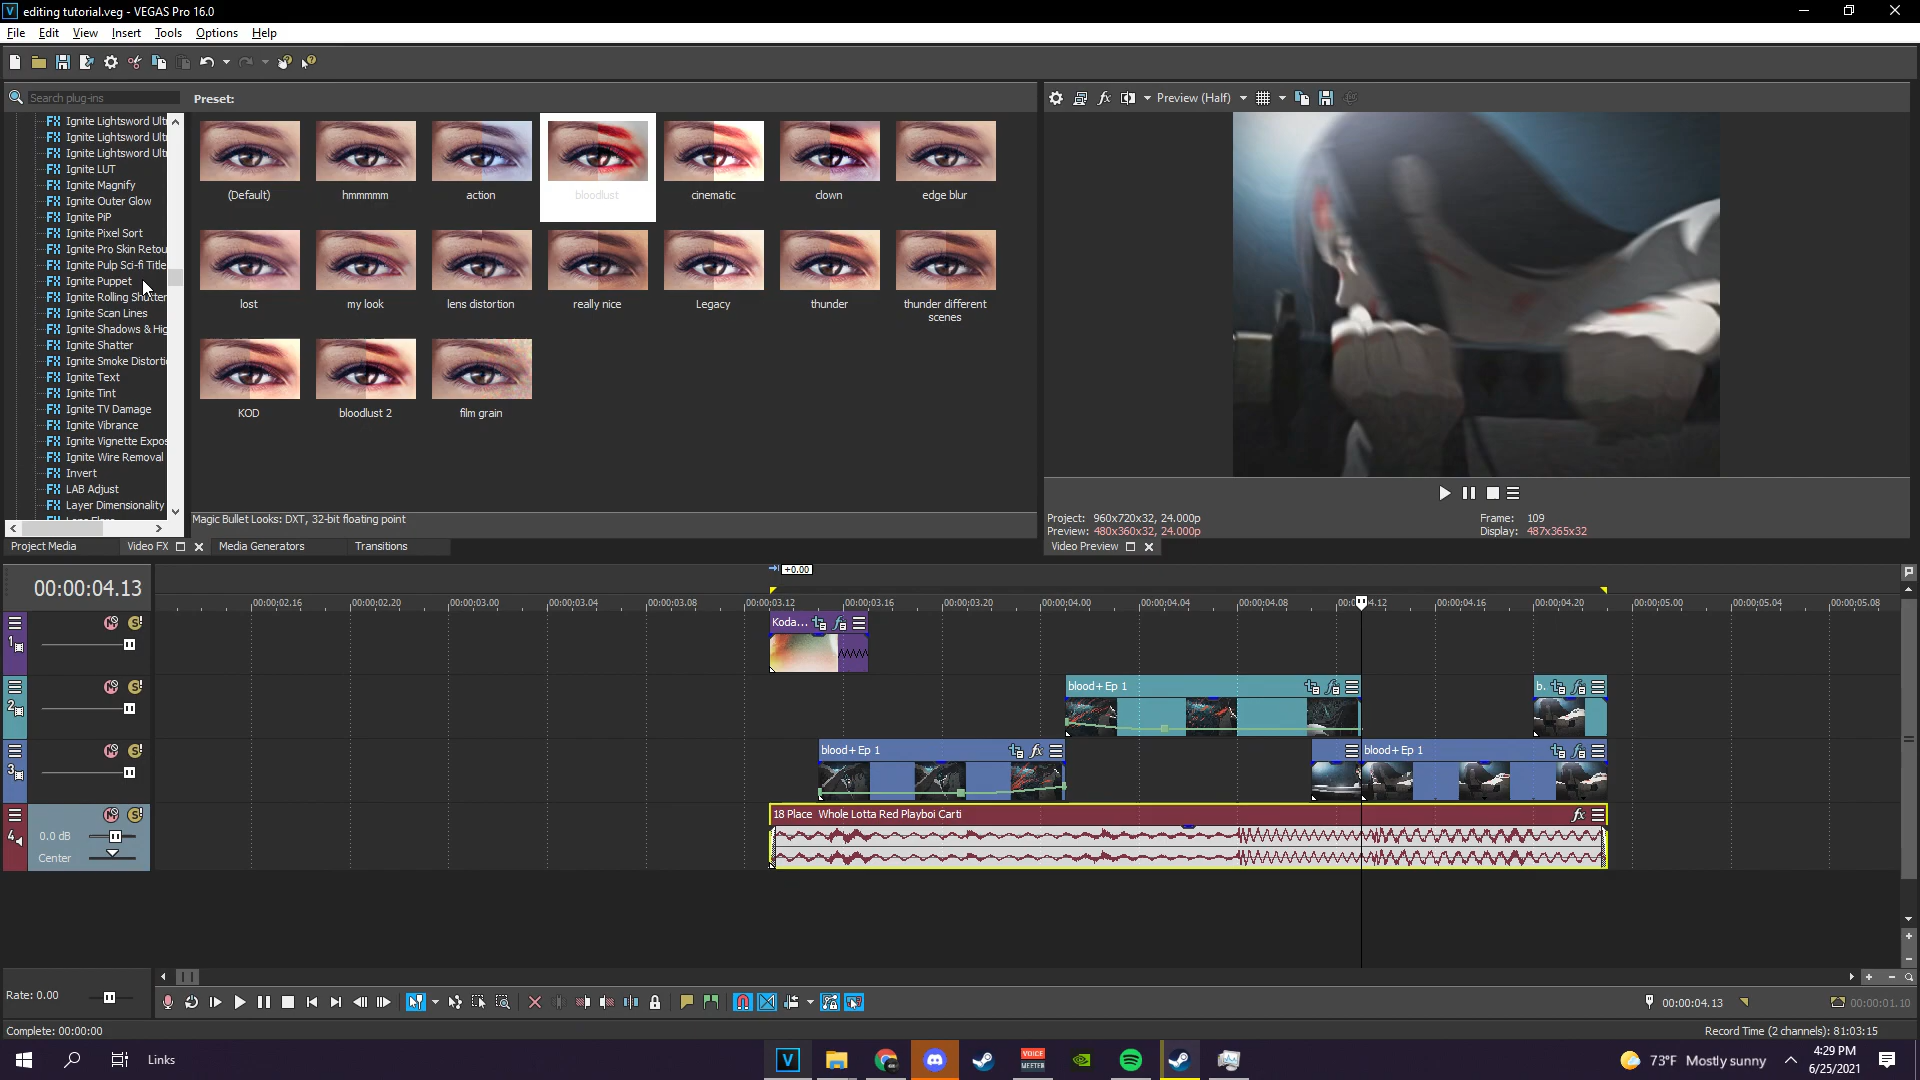 editing tutorial.veg - VEGAS Pro 16.0
File Edit View Insert Tools Options Help
Search plug-ins
Preset:
Preview (Half)
Ignite Lightsword Ult
Ignite Lightsword Ult
Ignite Lightsword Ult
Ignite LUT
Ignite Magnify
Ignite Outer Glow
Ignite PiP
Ignite Pixel Sort
Ignite Pro Skin Retou
Ignite Pulp Sci-fi Title
Ignite Puppet
Ignite Rolling Shutter
Ignite Scan Lines
Ignite Shadows & Hig
Ignite Shatter
Ignite Smoke Distorti
Ignite Text
Ignite Tint
Ignite TV Damage
Ignite Vibrance
Ignite Vignette Expos
Ignite Wire Removal
Invert
LAB Adjust
Layer Dimensionality
(Default) hmmmmm action bloodlust cinematic clown edge blur
lost my look lens distortion really nice Legacy thunder thunder different scenes
KOD bloodlust 2 film grain
Magic Bullet Looks: DXT, 32-bit floating point
Project Media Video FX Media Generators Transitions
Project: 960x720x32, 24.000p
Preview: 480x360x32, 24.000p
Frame: 109
Display: 487x365x32
Video Preview
00:00:04.13
+0.00
00:00:02.16 00:00:02.20 00:00:03.00 00:00:03.04 00:00:03.08 00:00:03.12 00:00:03.16 00:00:03.20 00:00:04.00 00:00:04.04 00:00:04.08 00:00:04.12 00:00:04.16 00:00:04.20 00:00:05.00 00:00:05.04 00:00:05.08
1
Koda...
2
blood+ Ep 1
b.
3
blood+ Ep 1
blood+ Ep 1
4
0.0 dB
Center
18 Place Whole Lotta Red Playboi Carti
Rate: 0.00
00:00:04.13
00:00:01.10
Complete: 00:00:00
Record Time (2 channels): 81:03:15
Links
VOICE MEETER
73°F Mostly sunny
4:29 PM
6/25/2021